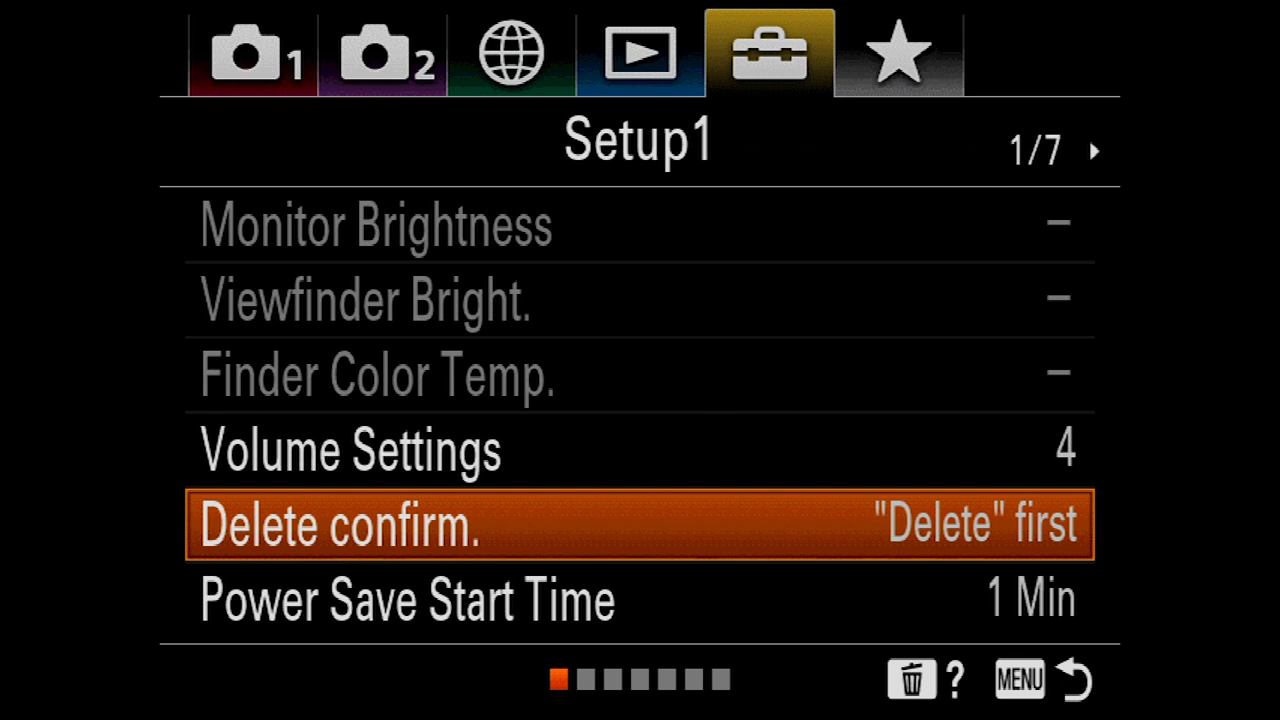 1 2
Setup1
1/7
Monitor Brightness –
Viewfinder Bright. –
Finder Color Temp. –
Volume Settings 4
Delete confirm. "Delete" first
Power Save Start Time 1 Min
? MENU